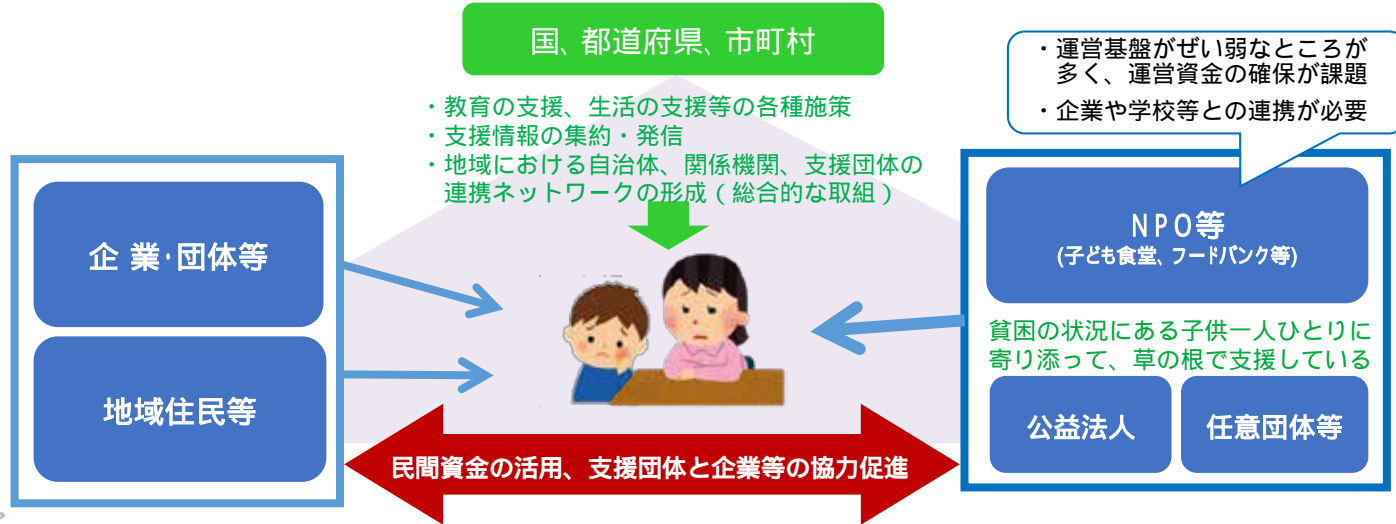 国、都道府県、市町村
・教育の支援、生活の支援等の各種施策
・支援情報の集約・発信
・地域における自治体、関係機関、支援団体の
連携ネットワークの形成(総合的な取組)
・運営基盤がぜい弱なところが
多く、運営資金の確保が課題
・企業や学校等との連携が必要
企 業・団体等
地域住民等
NPO等
(子ども食堂、フードバンク等)
貧困の状況にある子供一人ひとりに
寄り添って、草の根で支援している
公益法人
任意団体等
民間資金の活用、支援団体と企業等の協力促進